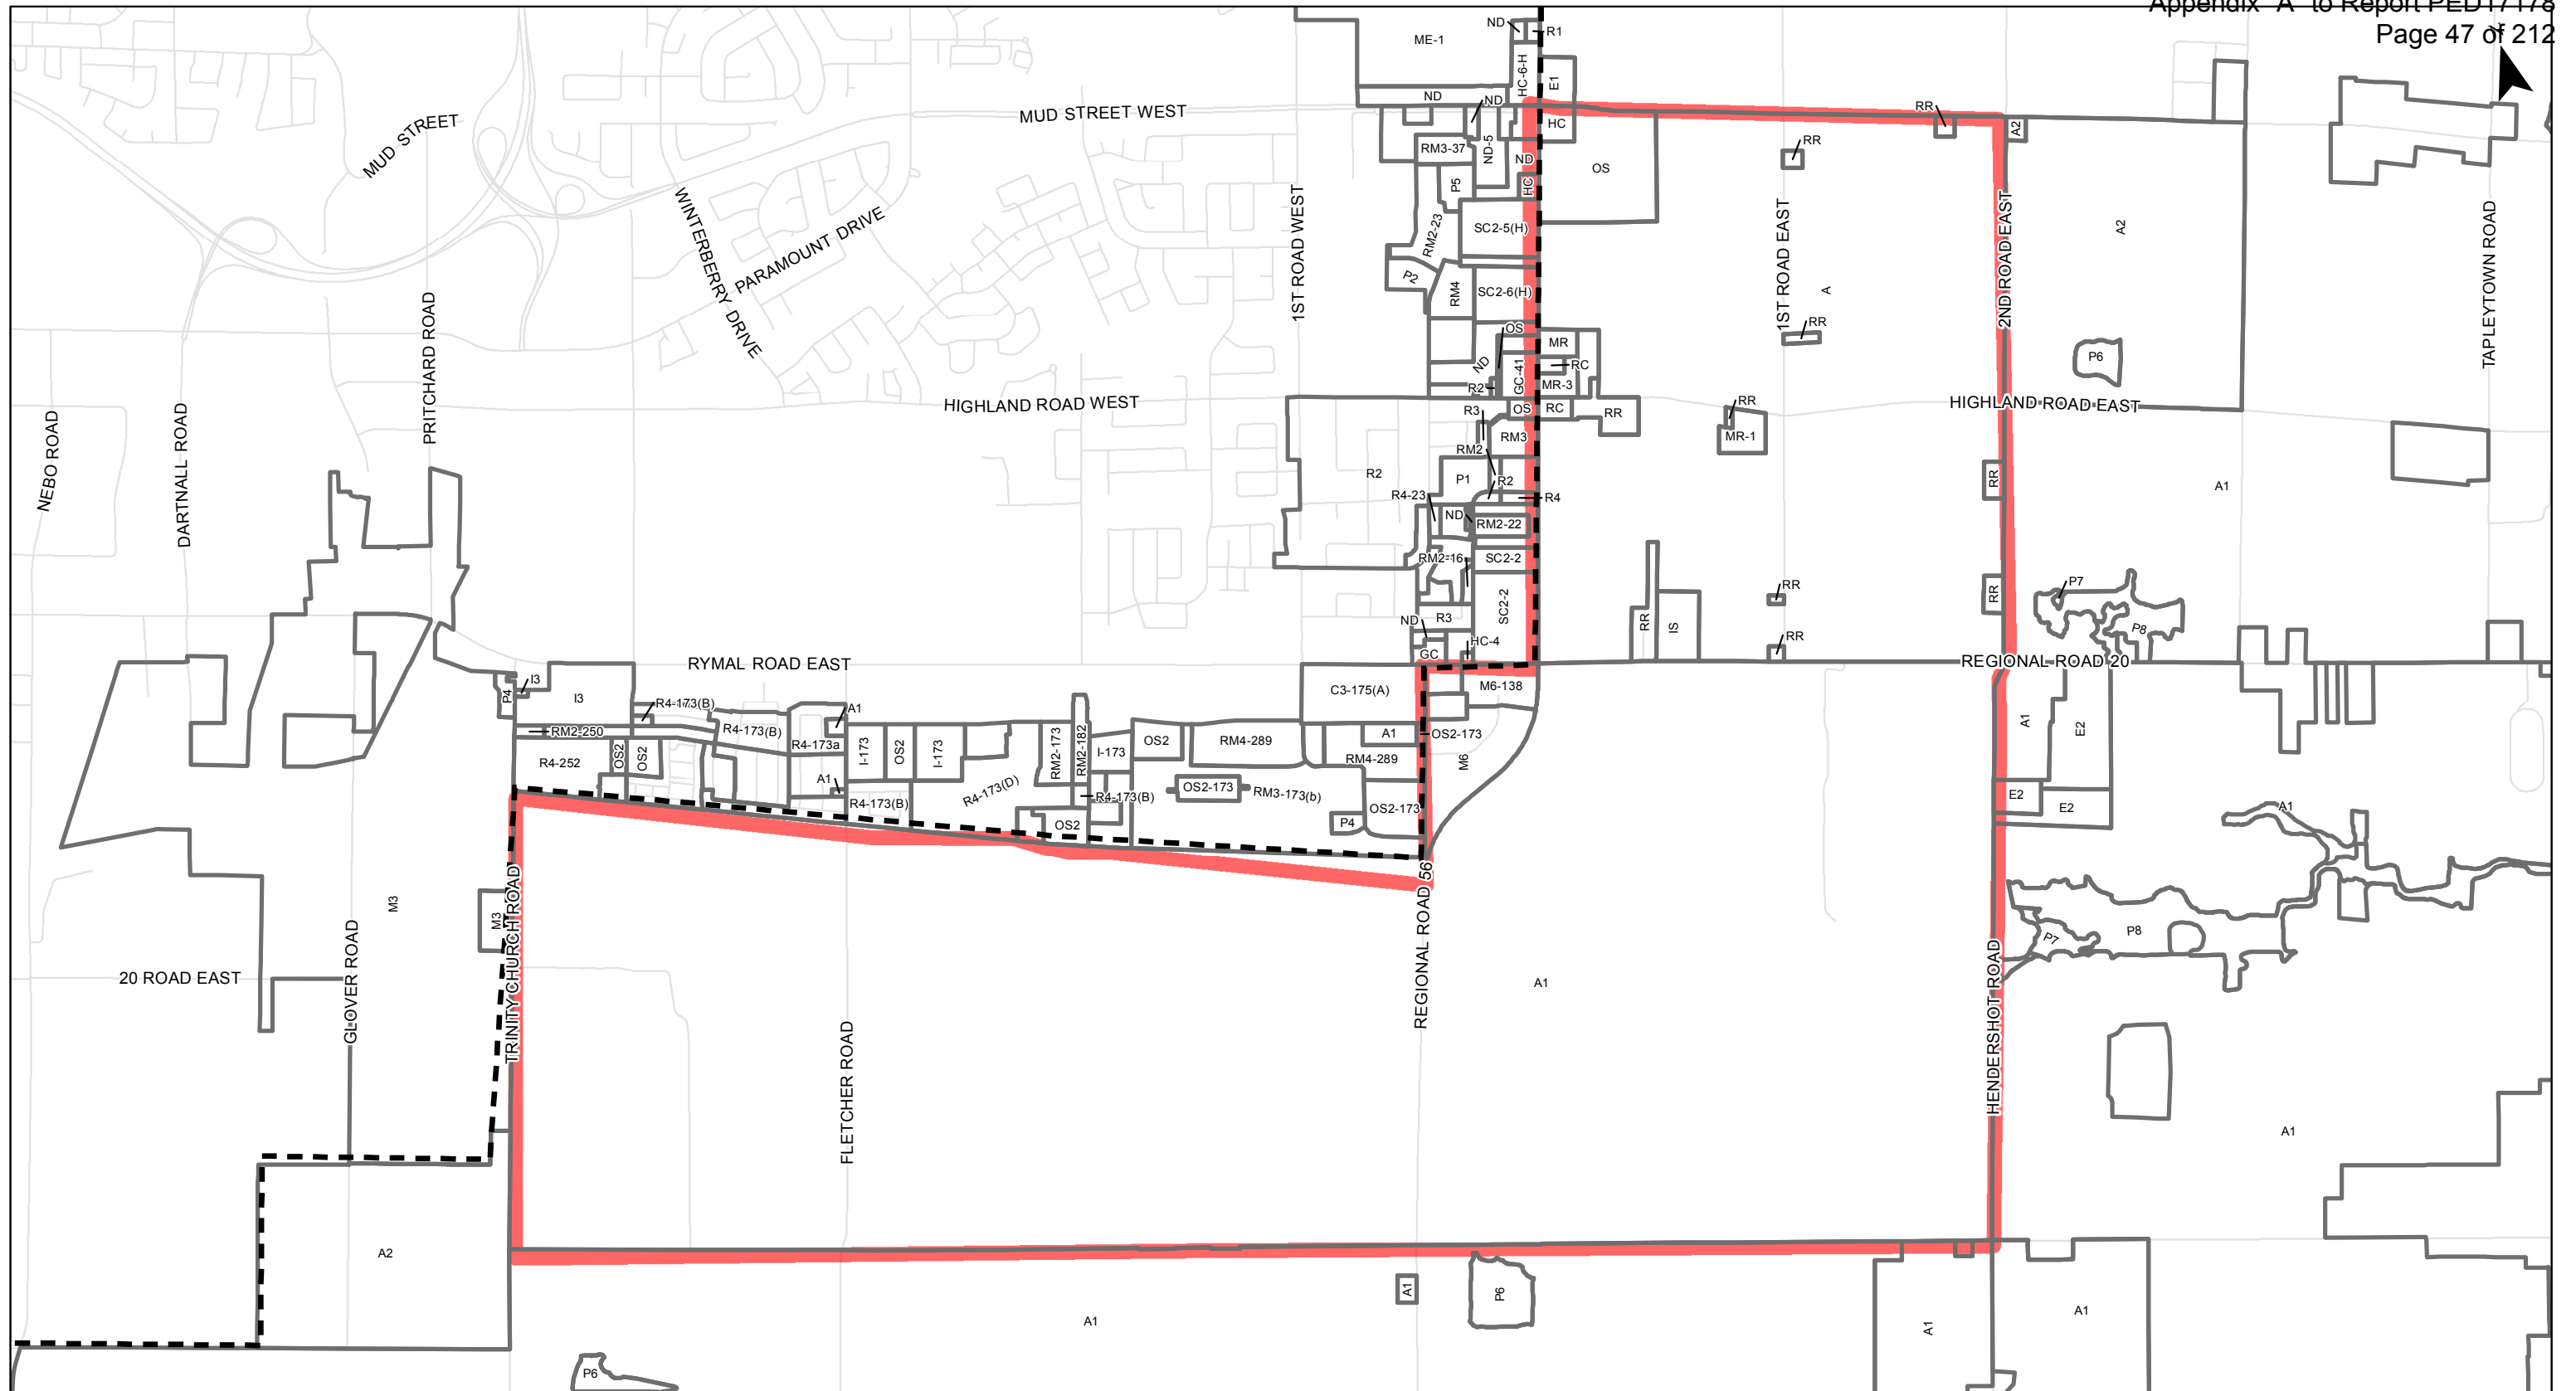 Appendix "A" to Report PED17178
Page 47 of 212
ND
R1
ME-1
HC-6-H
E1
ND
ND
MUD STREET WEST
MUD STREET
HC
RR
A2
RM3-37
ND-5
ND
RR
OS
P5
HC
WINTERBERRY DRIVE
PARAMOUNT DRIVE
1ST ROAD WEST
RM2-23
SC2-5(H)
1ST ROAD EAST
2ND ROAD EAST
A2
TAPLEYTOWN ROAD
P2
RM4
SC2-6(H)
A
PRITCHARD ROAD
OS
RR
MR
ND
GC-41
RC
P6
R2
MR-3
HIGHLAND ROAD WEST
R3
OS
RC
RR
RR
HIGHLAND ROAD EAST
NEBO ROAD
DARTNALL ROAD
RM3
MR-1
RM2
R2
P1
R2
RR
A1
R4-23
R4
ND
RM2-22
RM2-16
SC2-2
P7
RR
RR
SC2-2
ND
R3
RR
IS
P8
HC-4
RR
GC
RYMAL ROAD EAST
REGIONAL ROAD 20
I3
P4
I3
C3-175(A)
M6-138
R4-173(B)
A1
RM2-250
R4-173(B)
R4-173a
I-173
OS2
I-173
RM2-173
RM2-182
I-173
OS2
RM4-289
A1
OS2-173
A1
E2
R4-252
OS2
OS2
RM4-289
M6
A1
R4-173(B)
R4-173(D)
R4-173(B)
OS2-173
RM3-173(b)
OS2-173
E2
E2
A1
OS2
P4
TRINITY CHURCH ROAD
REGIONAL ROAD 56
M3
M3
P7
P8
20 ROAD EAST
GLOVER ROAD
A1
HENDERSHOT ROAD
FLETCHER ROAD
A1
A2
A1
P6
A1
A1
A1
P6